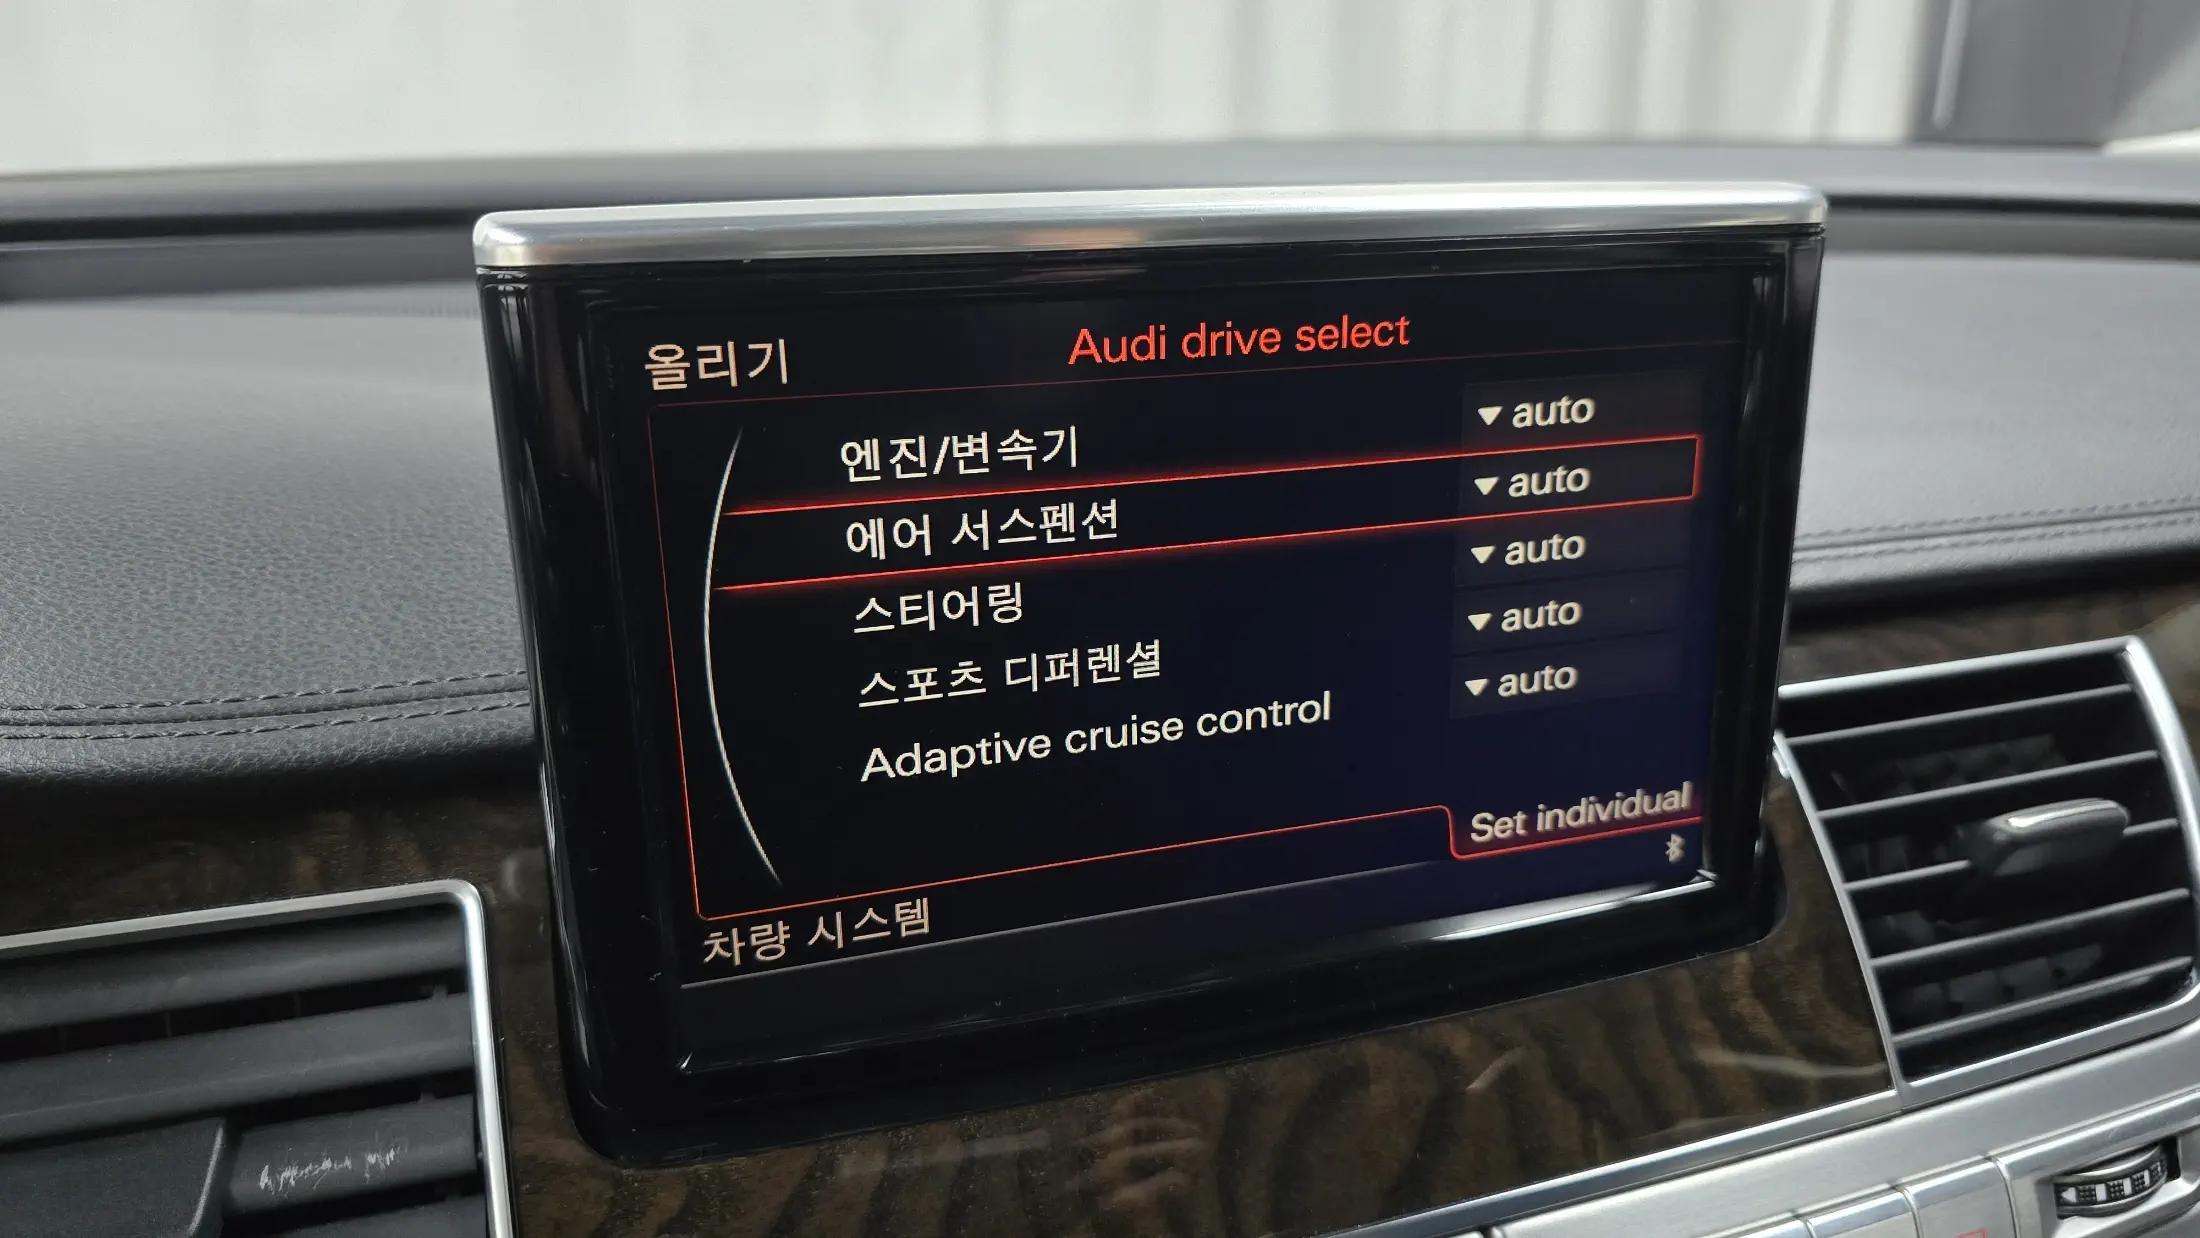 올리기
Audi drive select
엔진/변속기 ▼ auto
에어 서스펜션 ▼ auto
스티어링 ▼ auto
스포츠 디퍼렌셜 ▼ auto
Adaptive cruise control ▼ auto
Set individual
차량 시스템